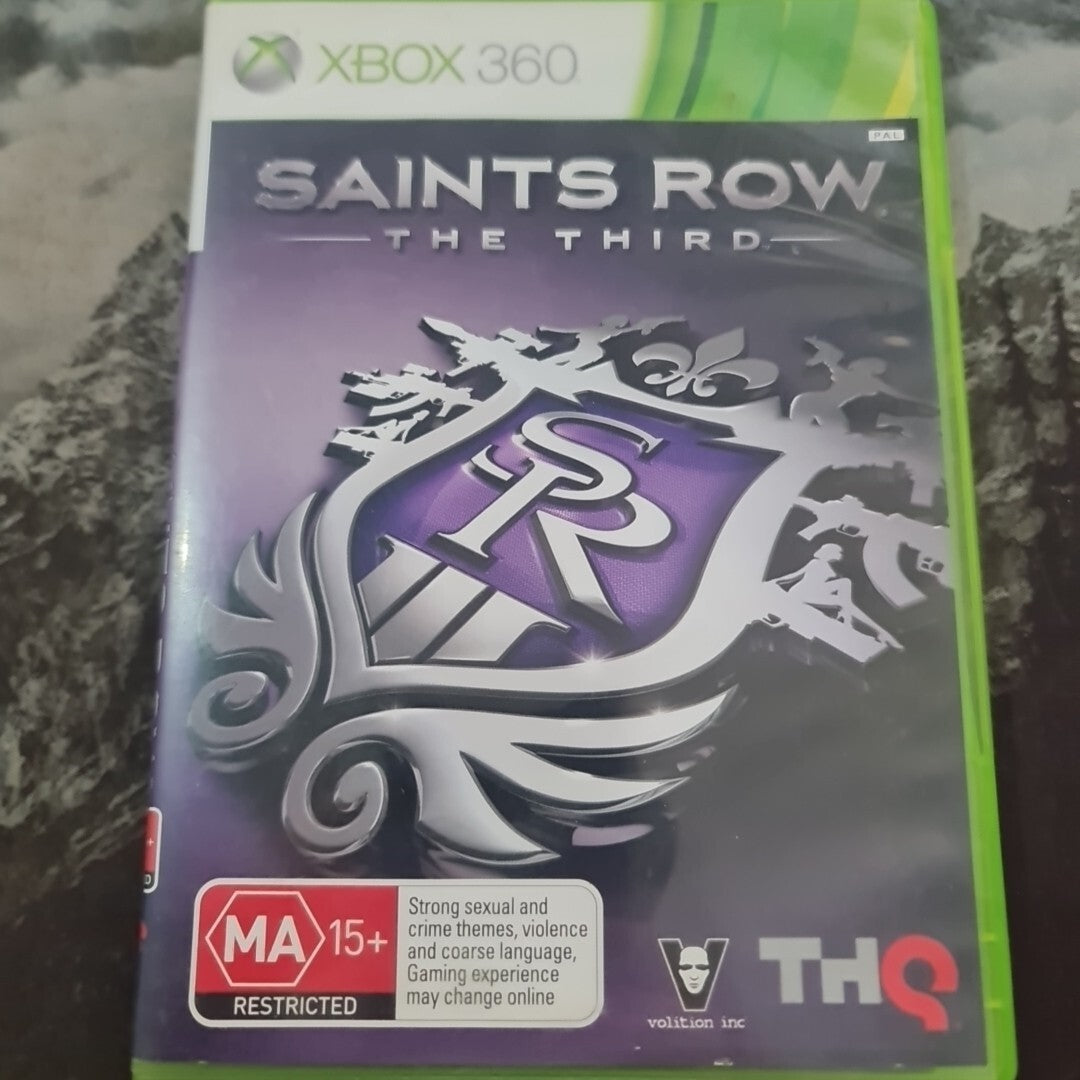 XBOX 360
PAL
SAINTS ROW
THE THIRD
SR
MA 15+
RESTRICTED
Strong sexual and
crime themes, violence
and coarse language,
Gaming experience
may change online
V
volition inc
THQ